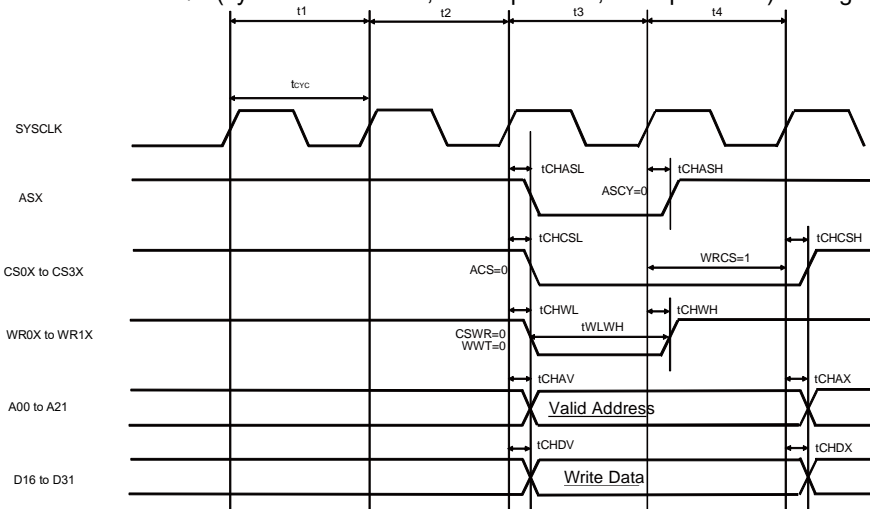 t1 t2 t3 t4
tCYC
SYSCLK
tCHASL tCHASH
ASX
ASCY=0
tCHCSL tCHCSH
WRCS=1
CS0X to CS3X
ACS=0
tCHWL tCHWH
WR0X to WR1X
CSWR=0
WWT=0
tWLWH
tCHAV tCHAX
A00 to A21
Valid Address
tCHDV tCHDX
D16 to D31
Write Data